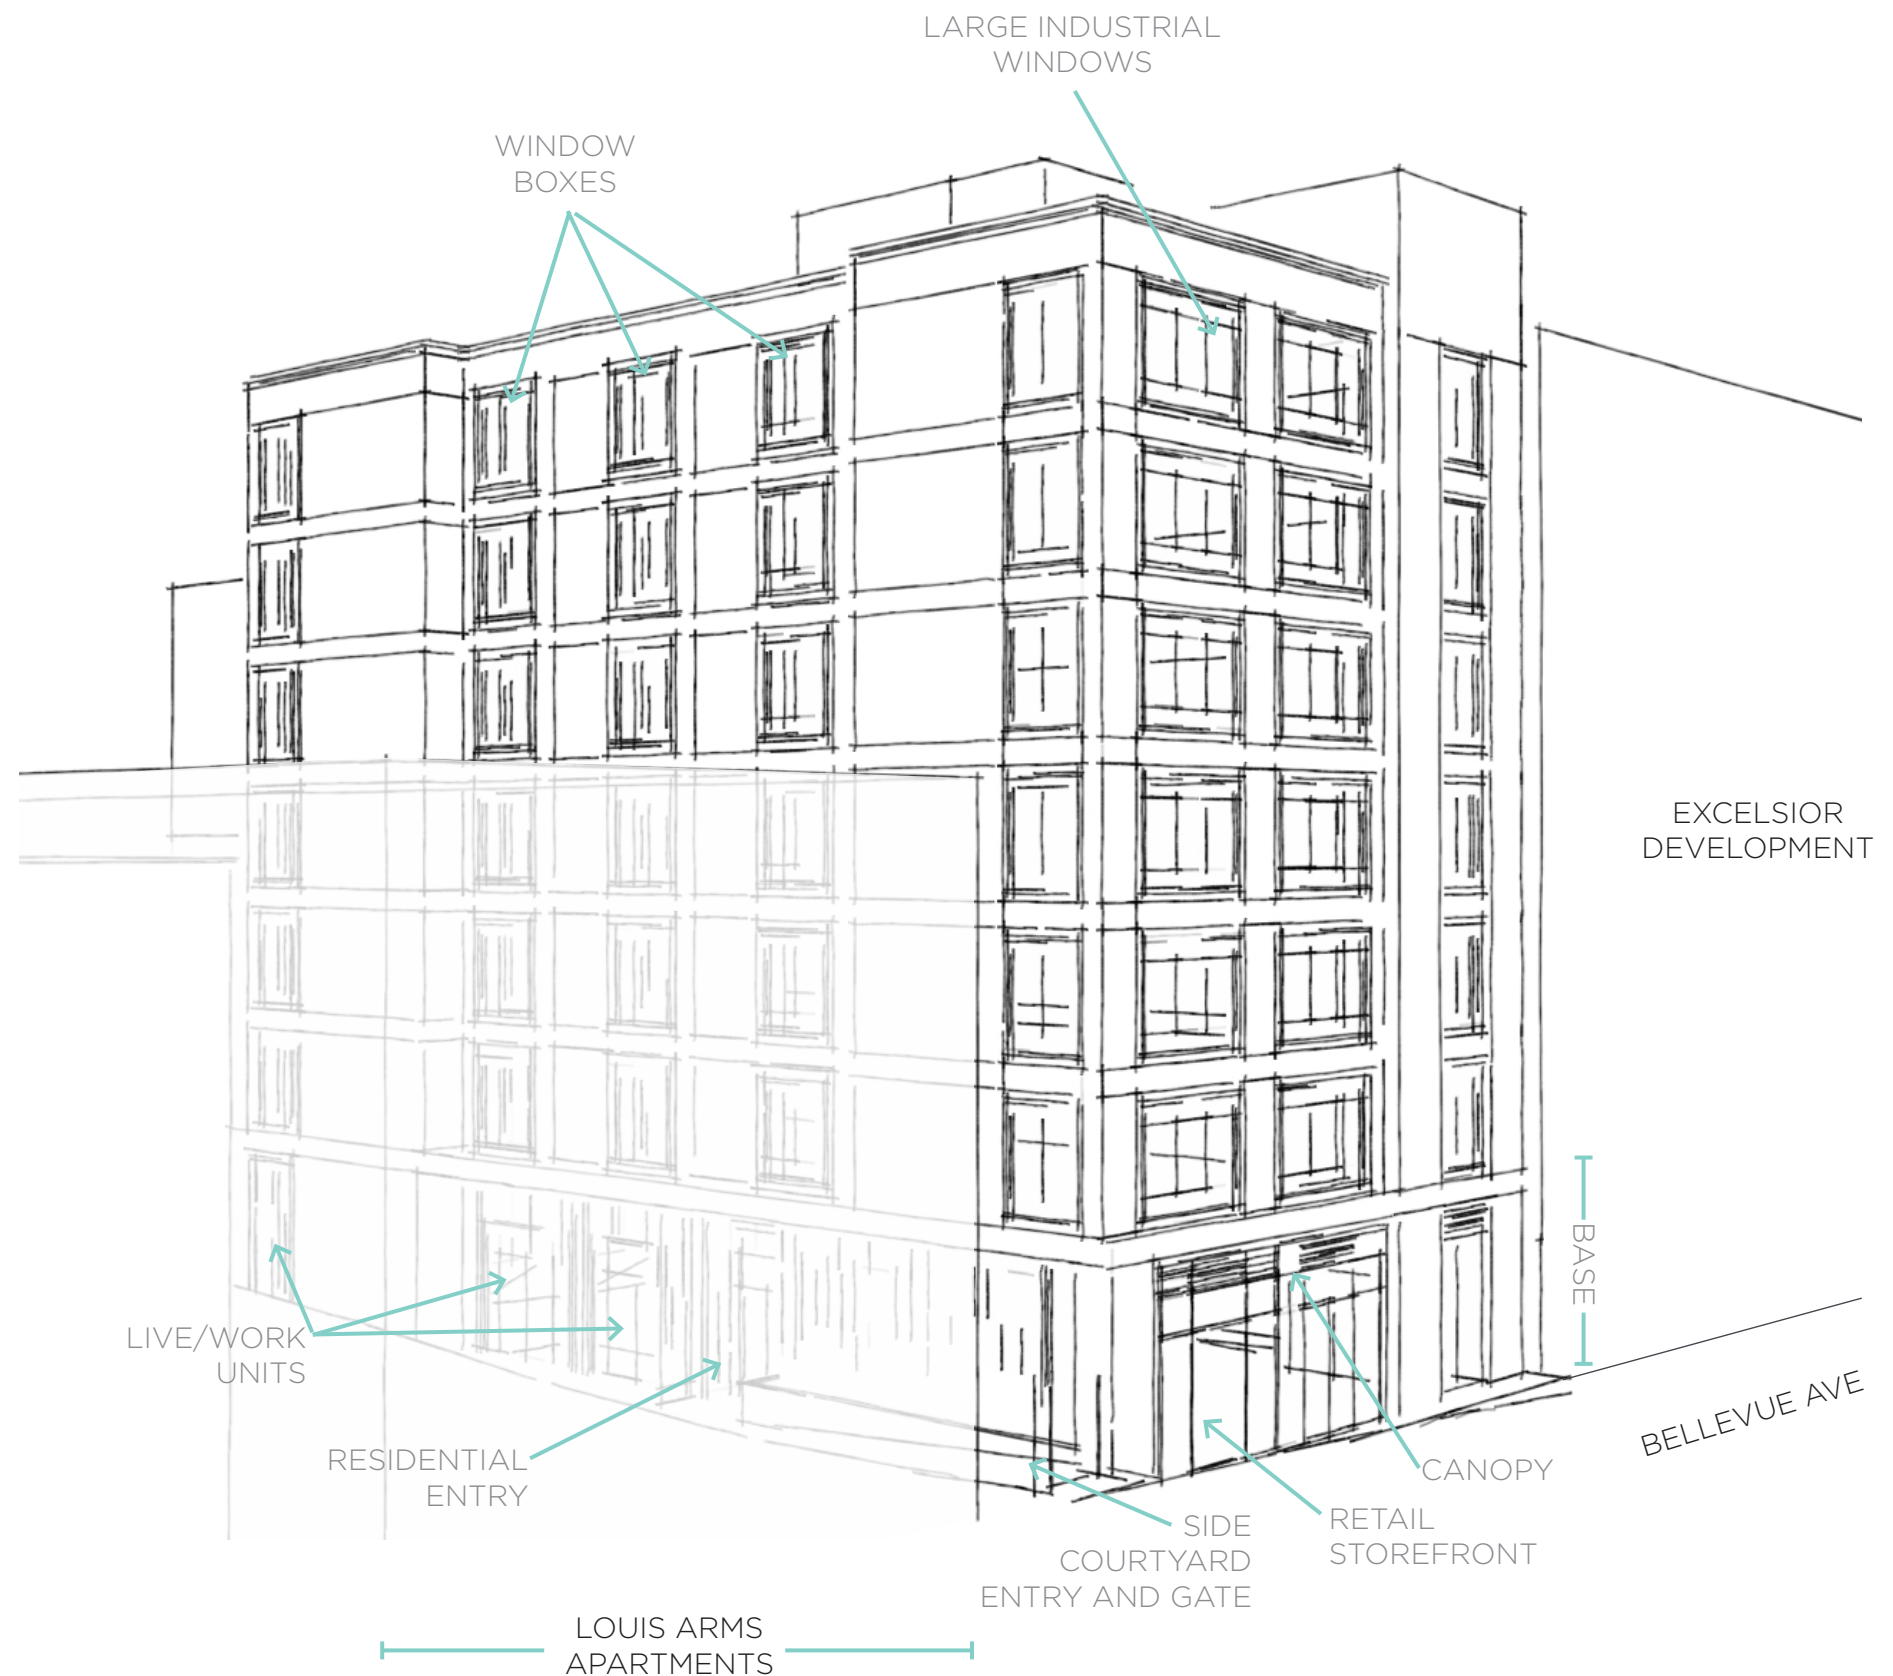 LARGE INDUSTRIAL
WINDOWS
WINDOW
BOXES
EXCELSIOR
DEVELOPMENT
BASE
LIVE/WORK
UNITS
BELLEVUE AVE
RESIDENTIAL
ENTRY
CANOPY
SIDE
COURTYARD
ENTRY AND GATE
RETAIL
STOREFRONT
LOUIS ARMS
APARTMENTS